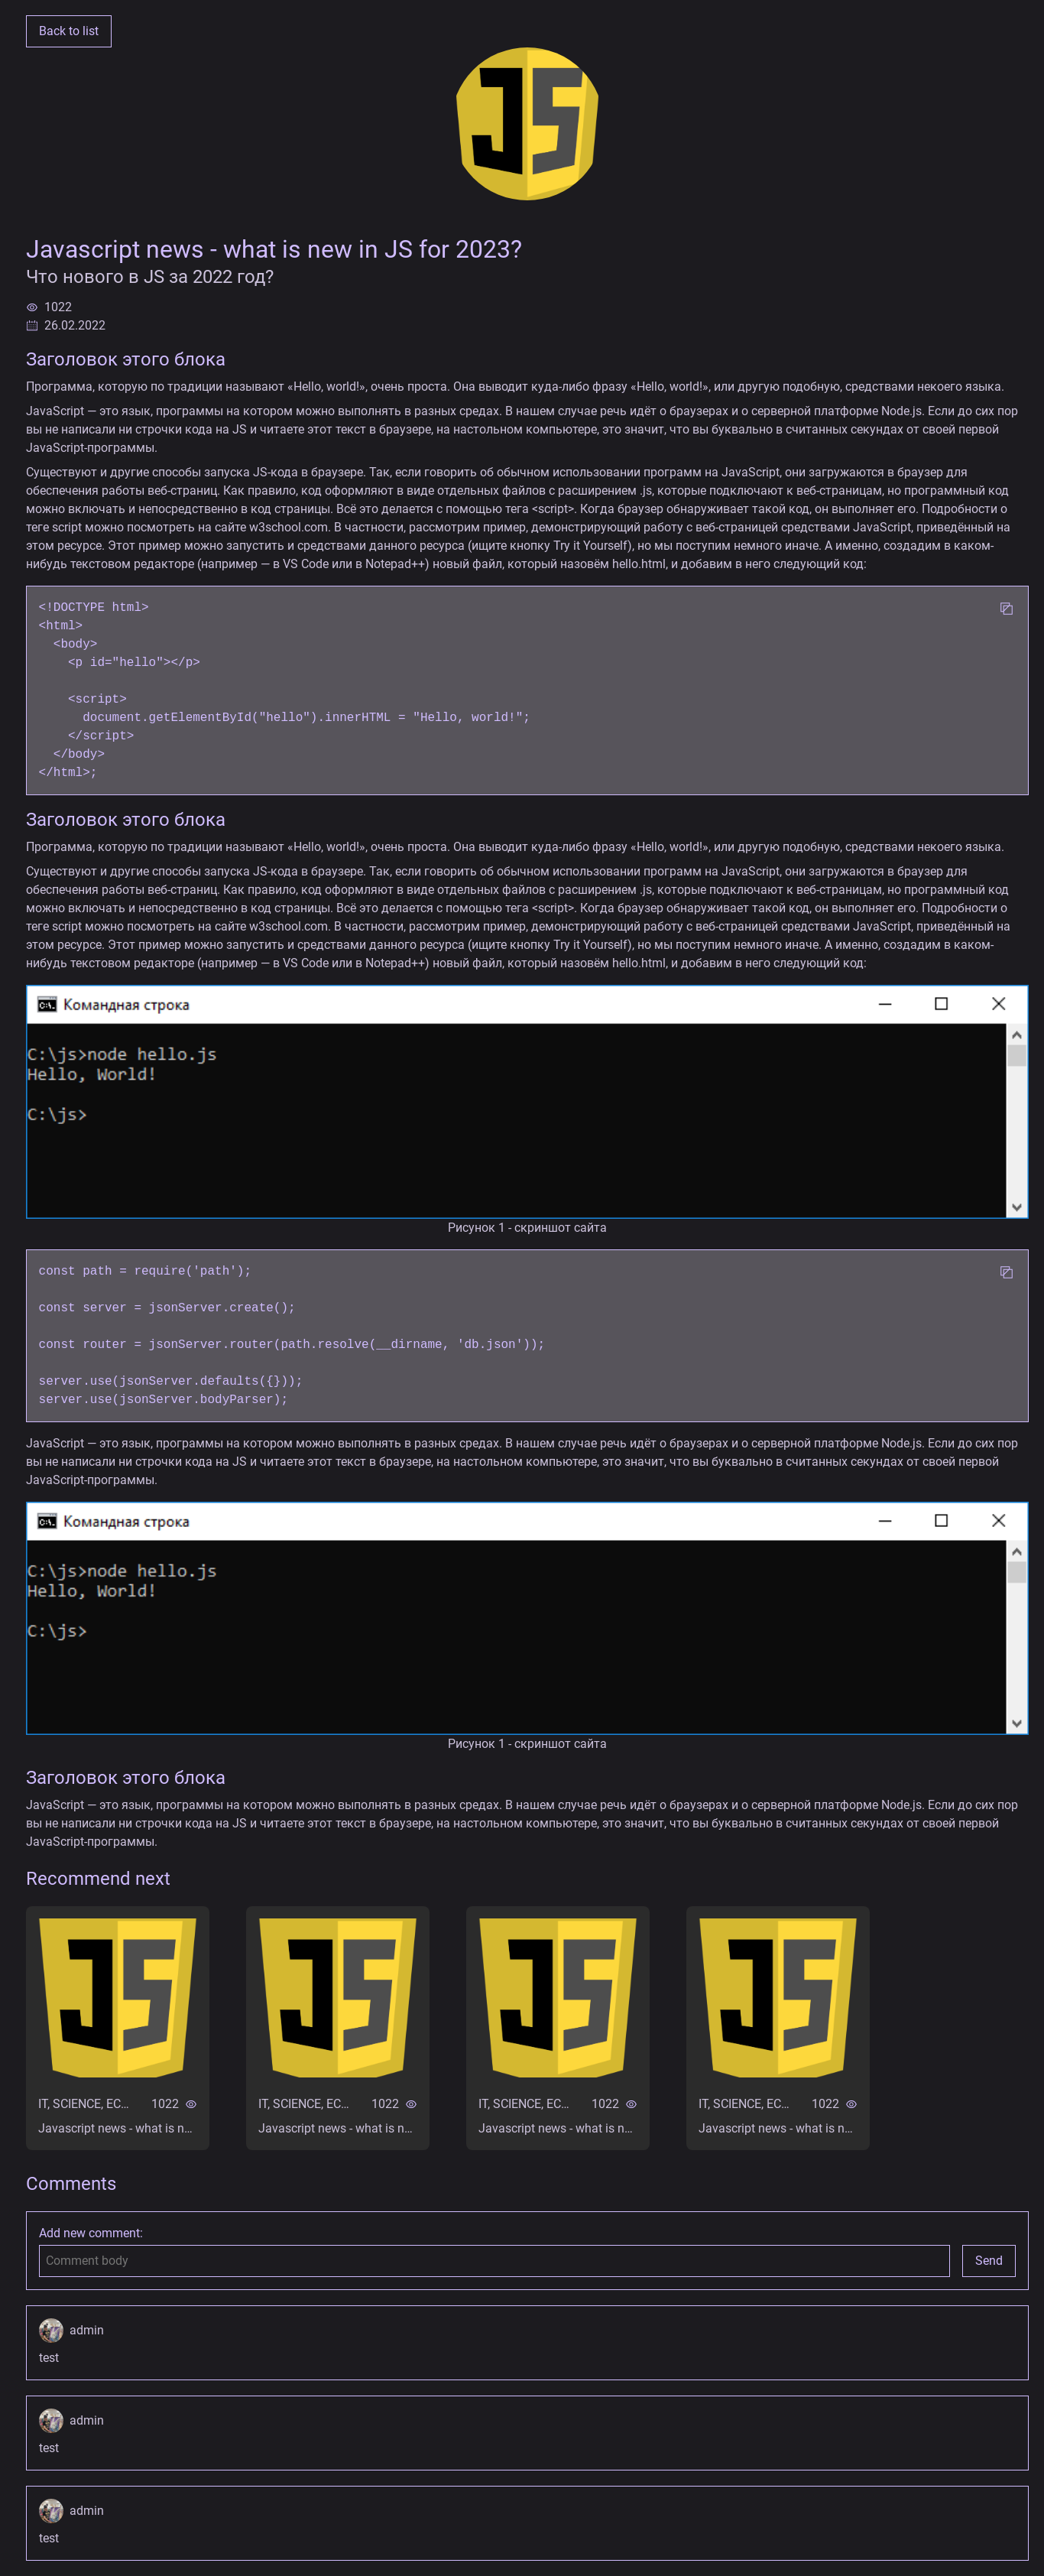 Back to list
JS
Javascript news - what is new in JS for 2023?
Что нового в JS за 2022 год?
1022
26.02.2022
Заголовок этого блока
Программа, которую по традиции называют «Hello, world!», очень проста. Она выводит куда-либо фразу «Hello, world!», или другую подобную, средствами некоего языка.
JavaScript — это язык, программы на котором можно выполнять в разных средах. В нашем случае речь идёт о браузерах и о серверной платформе Node.js. Если до сих пор
вы не написали ни строчки кода на JS и читаете этот текст в браузере, на настольном компьютере, это значит, что вы буквально в считанных секундах от своей первой
JavaScript-программы.
Существуют и другие способы запуска JS-кода в браузере. Так, если говорить об обычном использовании программ на JavaScript, они загружаются в браузер для
обеспечения работы веб-страниц. Как правило, код оформляют в виде отдельных файлов с расширением .js, которые подключают к веб-страницам, но программный код
можно включать и непосредственно в код страницы. Всё это делается с помощью тега <script>. Когда браузер обнаруживает такой код, он выполняет его. Подробности о
теге script можно посмотреть на сайте w3school.com. В частности, рассмотрим пример, демонстрирующий работу с веб-страницей средствами JavaScript, приведённый на
этом ресурсе. Этот пример можно запустить и средствами данного ресурса (ищите кнопку Try it Yourself), но мы поступим немного иначе. А именно, создадим в каком-
нибудь текстовом редакторе (например — в VS Code или в Notepad++) новый файл, который назовём hello.html, и добавим в него следующий код:
<!DOCTYPE html>
<html>
  <body>
    <p id="hello"></p>
    <script>
      document.getElementById("hello").innerHTML = "Hello, world!";
    </script>
  </body>
</html>;
Заголовок этого блока
Программа, которую по традиции называют «Hello, world!», очень проста. Она выводит куда-либо фразу «Hello, world!», или другую подобную, средствами некоего языка.
Существуют и другие способы запуска JS-кода в браузере. Так, если говорить об обычном использовании программ на JavaScript, они загружаются в браузер для
обеспечения работы веб-страниц. Как правило, код оформляют в виде отдельных файлов с расширением .js, которые подключают к веб-страницам, но программный код
можно включать и непосредственно в код страницы. Всё это делается с помощью тега <script>. Когда браузер обнаруживает такой код, он выполняет его. Подробности о
теге script можно посмотреть на сайте w3school.com. В частности, рассмотрим пример, демонстрирующий работу с веб-страницей средствами JavaScript, приведённый на
этом ресурсе. Этот пример можно запустить и средствами данного ресурса (ищите кнопку Try it Yourself), но мы поступим немного иначе. А именно, создадим в каком-
нибудь текстовом редакторе (например — в VS Code или в Notepad++) новый файл, который назовём hello.html, и добавим в него следующий код:
C:\. Командная строка
C:\js>node hello.js
Hello, World!
C:\js>
Рисунок 1 - скриншот сайта
const path = require('path');
const server = jsonServer.create();
const router = jsonServer.router(path.resolve(__dirname, 'db.json'));
server.use(jsonServer.defaults({}));
server.use(jsonServer.bodyParser);
JavaScript — это язык, программы на котором можно выполнять в разных средах. В нашем случае речь идёт о браузерах и о серверной платформе Node.js. Если до сих пор
вы не написали ни строчки кода на JS и читаете этот текст в браузере, на настольном компьютере, это значит, что вы буквально в считанных секундах от своей первой
JavaScript-программы.
C:\. Командная строка
C:\js>node hello.js
Hello, World!
C:\js>
Рисунок 1 - скриншот сайта
Заголовок этого блока
JavaScript — это язык, программы на котором можно выполнять в разных средах. В нашем случае речь идёт о браузерах и о серверной платформе Node.js. Если до сих пор
вы не написали ни строчки кода на JS и читаете этот текст в браузере, на настольном компьютере, это значит, что вы буквально в считанных секундах от своей первой
JavaScript-программы.
Recommend next
JS JS JS JS
IT, SCIENCE, EC... 1022 IT, SCIENCE, EC... 1022 IT, SCIENCE, EC... 1022 IT, SCIENCE, EC... 1022
Javascript news - what is n... Javascript news - what is n... Javascript news - what is n... Javascript news - what is n...
Comments
Add new comment:
Comment body Send
admin
test
admin
test
admin
test